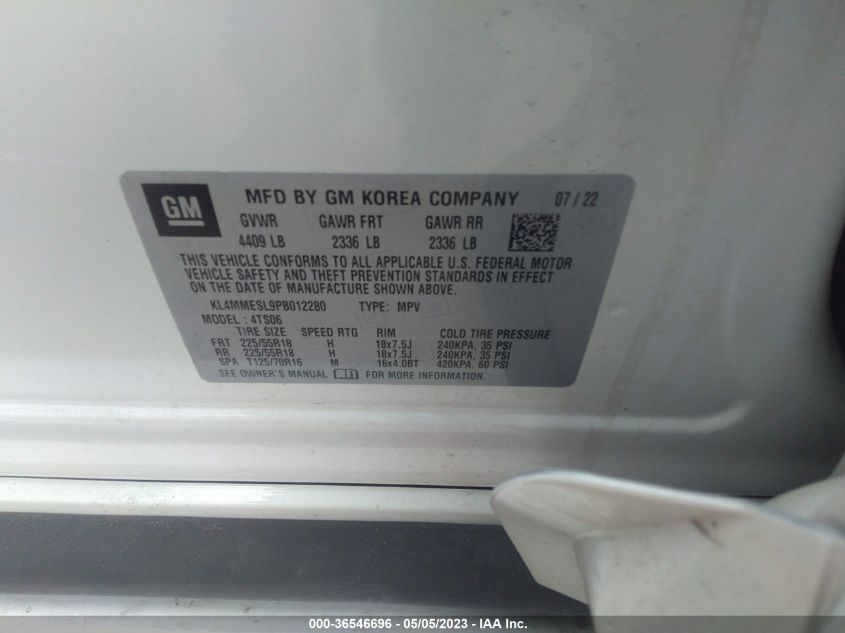 GM
MFD BY GM KOREA COMPANY 07/22
GVWR GAWR FRT GAWR RR
4409 LB 2336 LB 2336 LB
THIS VEHICLE CONFORMS TO ALL APPLICABLE U.S. FEDERAL MOTOR
VEHICLE SAFETY AND THEFT PREVENTION STANDARDS IN EFFECT
ON THE DATE OF MANUFACTURE SHOWN ABOVE.
KL4MMESL9PB012280 TYPE: MPV
MODEL: 4TS06
TIRE SIZE SPEED RTG RIM COLD TIRE PRESSURE
FRT 225/55R18 H 18x7.5J 240KPA, 35 PSI
RR 225/55R18 H 18x7.5J 240KPA, 35 PSI
SPA T125/70R16 M 16x4.0BT 420KPA, 60 PSI
SEE OWNER'S MANUAL FOR MORE INFORMATION.
000-36546696 - 05/05/2023 - IAA Inc.